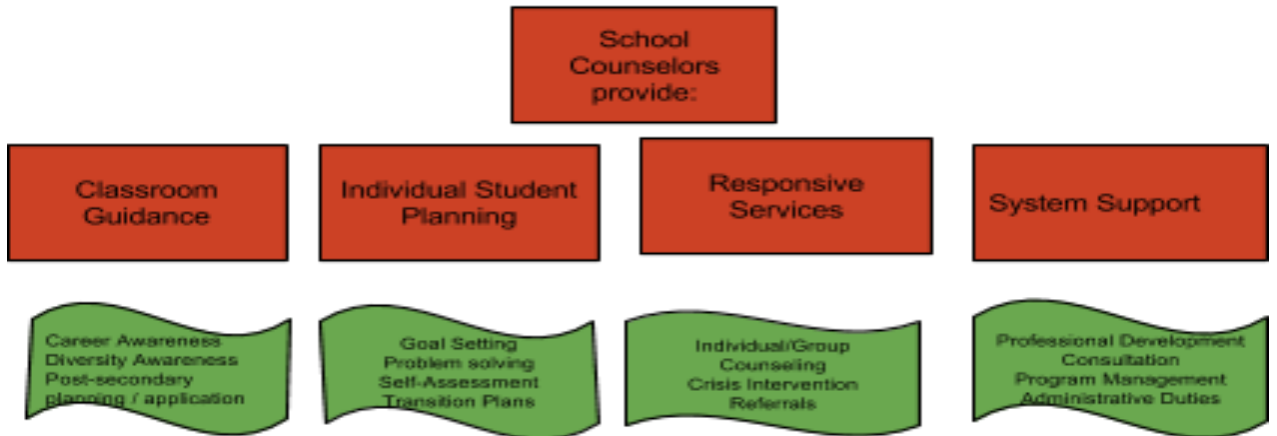 School
Counselors
provide:
Classroom
Guidance
Individual Student
Planning
Responsive
Services
System Support
Career Awareness
Diversity Awareness
Post-secondary
planning / application
Goal Setting
Problem solving
Self-Assessment
Transition Plans
Individual/Group
Counseling
Crisis Intervention
Referrals
Professional Development
Consultation
Program Management
Administrative Duties